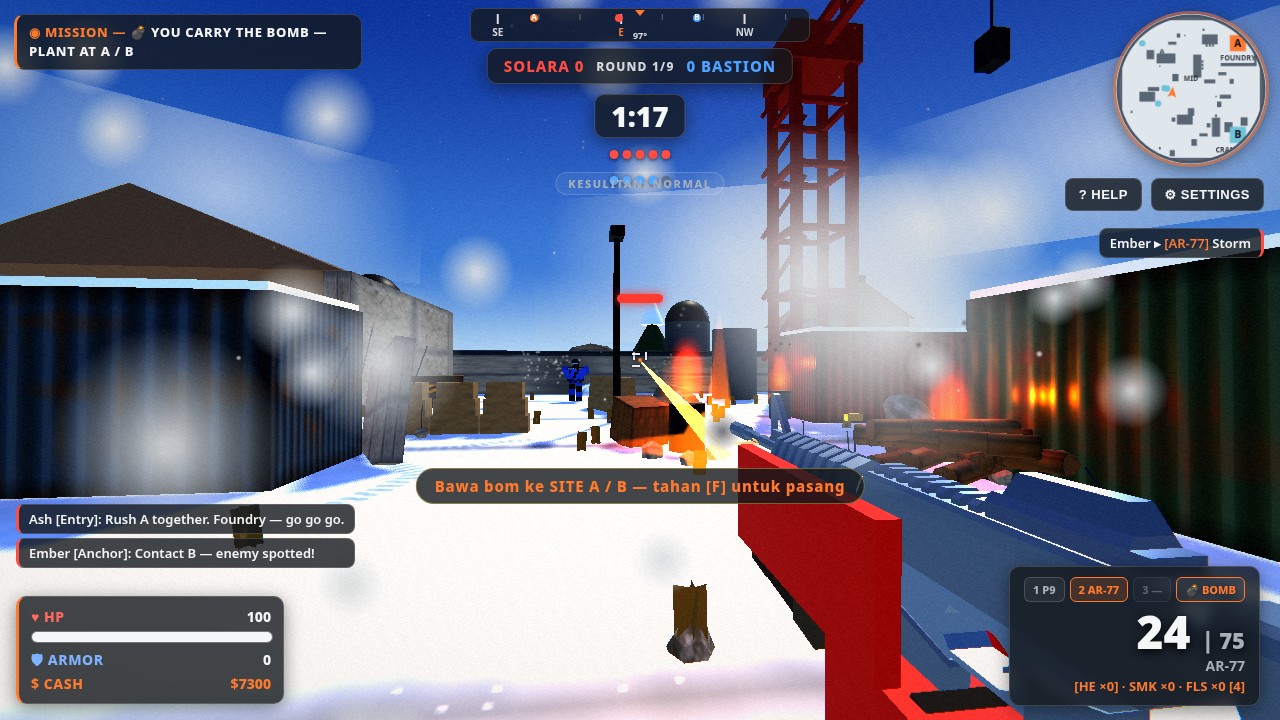 ◉ MISSION — 💣 YOU CARRY THE BOMB —
PLANT AT A / B
A B
SE E 97° NW
SOLARA 0 ROUND 1/9 0 BASTION
1:17
KESULITAN: NORMAL
A
FOUNDRY
MID
B
? HELP ⚙ SETTINGS
Ember ▸ [AR-77] Storm
Bawa bom ke SITE A / B — tahan [F] untuk pasang
Ash [Entry]: Rush A together. Foundry — go go go.
Ember [Anchor]: Contact B — enemy spotted!
♥ HP 100
ARMOR 0
$ CASH $7300
1 P9 2 AR-77 3 — 💣 BOMB
24 | 75
AR-77
[HE ×0] · SMK ×0 · FLS ×0 [4]